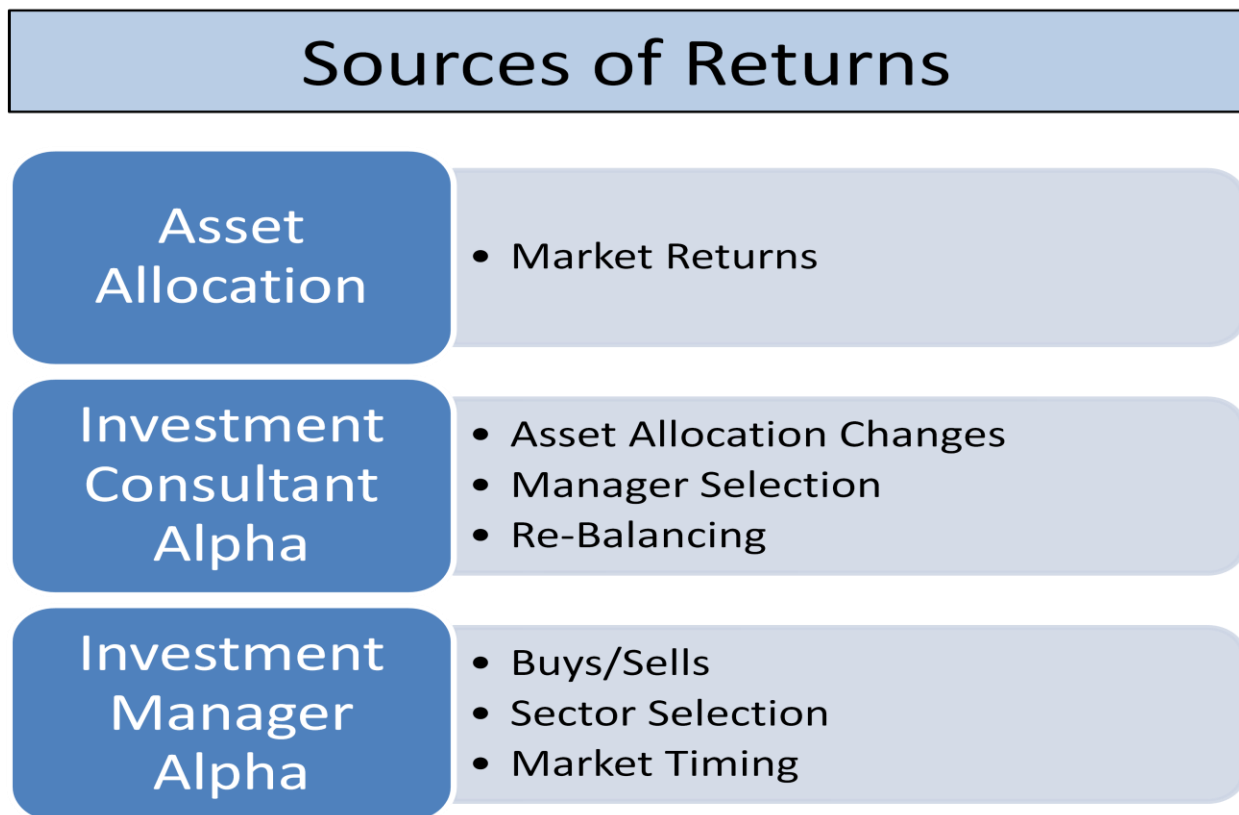 Sources of Returns
Asset
Allocation
• Market Returns
Investment
Consultant
Alpha
• Asset Allocation Changes
• Manager Selection
• Re-Balancing
Investment
Manager
Alpha
• Buys/Sells
• Sector Selection
• Market Timing